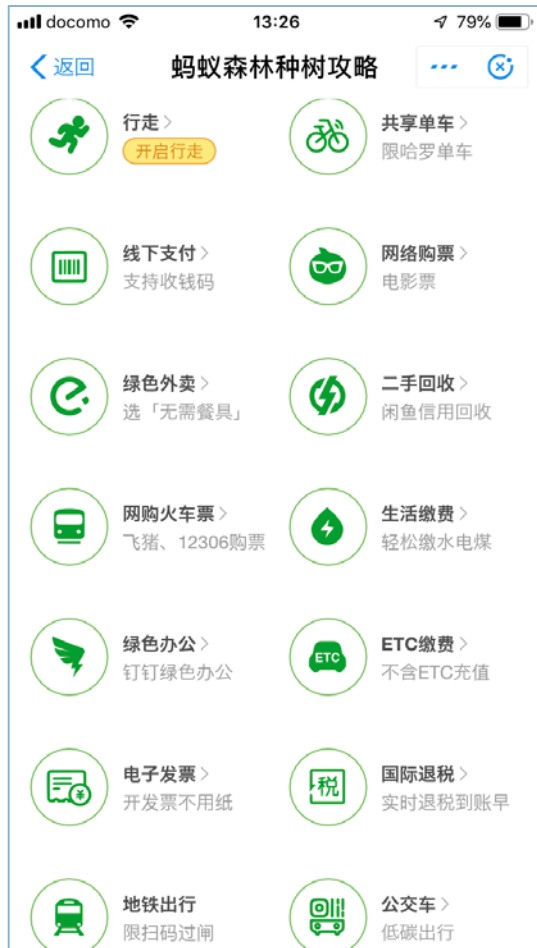 docomo 13:26 79%
返回 蚂蚁森林种树攻略
行走
开启行走
共享单车
限哈罗单车
线下支付
支持收钱码
网络购票
电影票
绿色外卖
选「无需餐具」
二手回收
闲鱼信用回收
网购火车票
飞猪、12306购票
生活缴费
轻松缴水电煤
绿色办公
钉钉绿色办公
ETC
ETC缴费
不含ETC充值
电子发票
开发票不用纸
税
国际退税
实时退税到账早
地铁出行
限扫码过闸
公交车
低碳出行